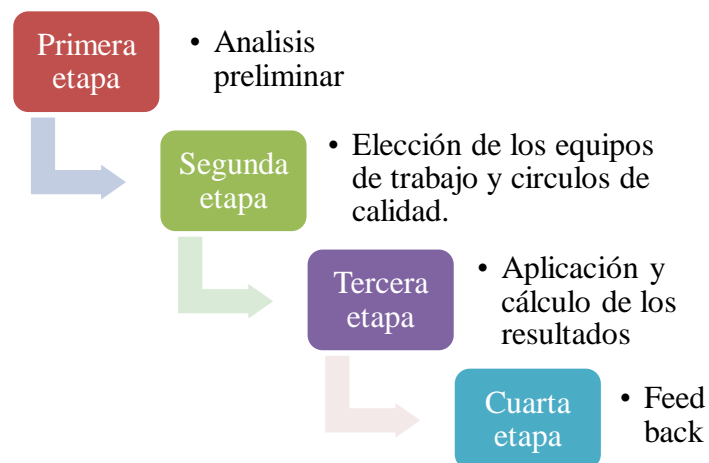 Primera
etapa
• Analisis
preliminar
Segunda
etapa
• Elección de los equipos
de trabajo y circulos de
calidad.
Tercera
etapa
• Aplicación y
cálculo de los
resultados
Cuarta
etapa
• Feed
back